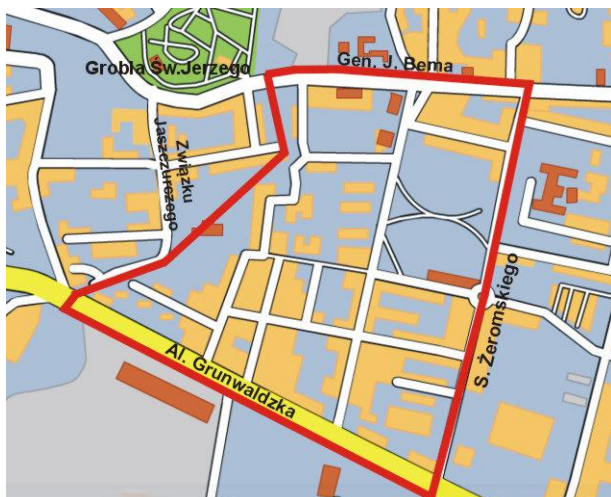 Gen. J. Bema
Grobla Św.Jerzego
Związku
Jaszczurczego
S. Żeromskiego
Al. Grunwaldzka